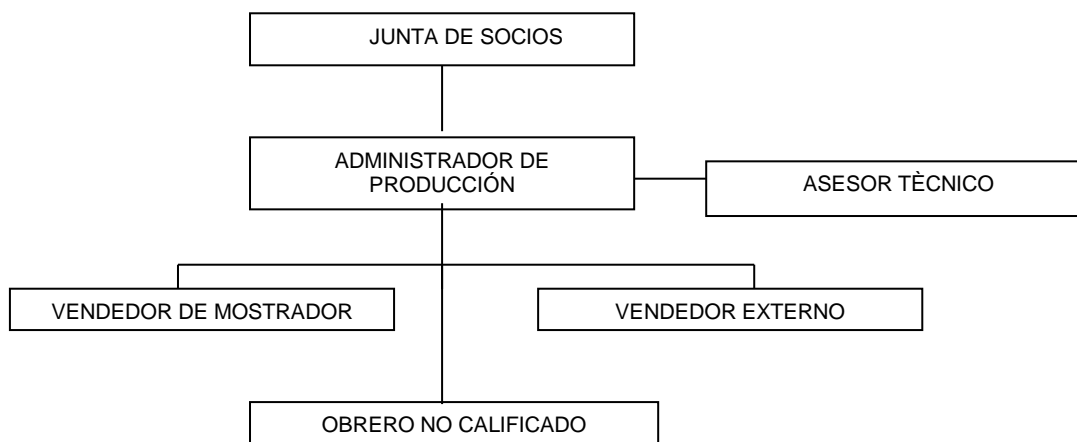 JUNTA DE SOCIOS
ADMINISTRADOR DE
PRODUCCIÓN
ASESOR TÈCNICO
VENDEDOR DE MOSTRADOR
VENDEDOR EXTERNO
OBRERO NO CALIFICADO